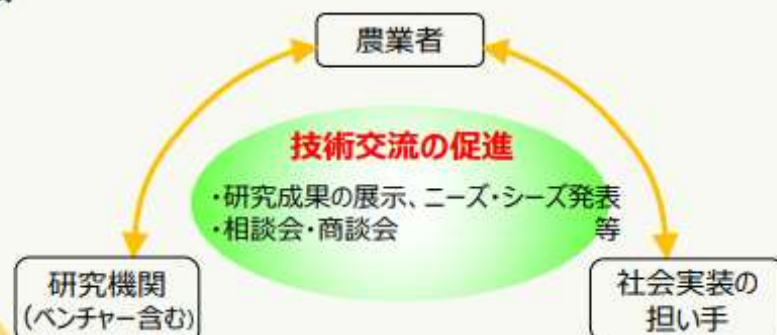 農業者
技術交流の促進
・研究成果の展示、ニーズ・シーズ発表
・相談会・商談会 等
研究機関
(ベンチャー含む)
社会実装の
担い手